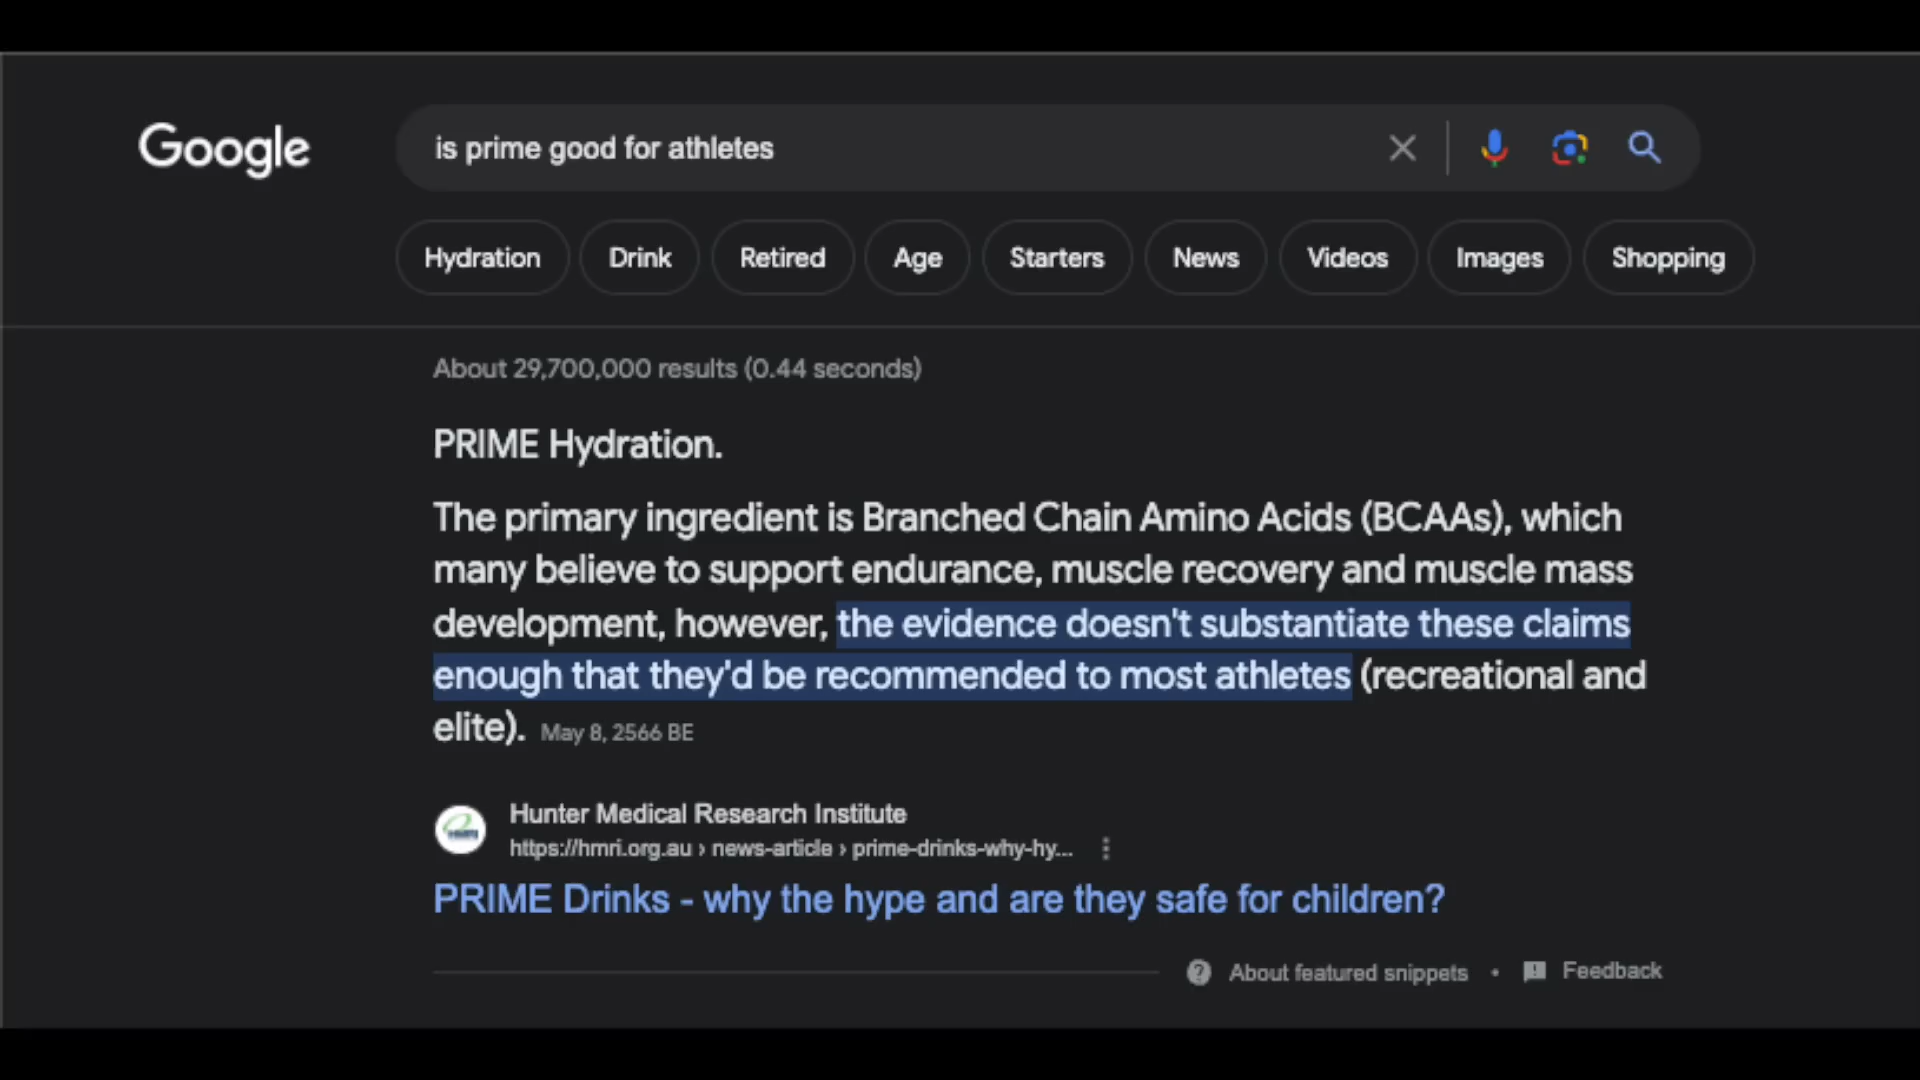 Google
is prime good for athletes
Hydration Drink Retired Age Starters News Videos Images Shopping
About 29,700,000 results (0.44 seconds)
PRIME Hydration.
The primary ingredient is Branched Chain Amino Acids (BCAAs), which
many believe to support endurance, muscle recovery and muscle mass
development, however, the evidence doesn't substantiate these claims
enough that they'd be recommended to most athletes (recreational and
elite). May 8, 2566 BE
Hunter Medical Research Institute
https://hmri.org.au › news-article › prime-drinks-why-hy...
PRIME Drinks - why the hype and are they safe for children?
About featured snippets • Feedback